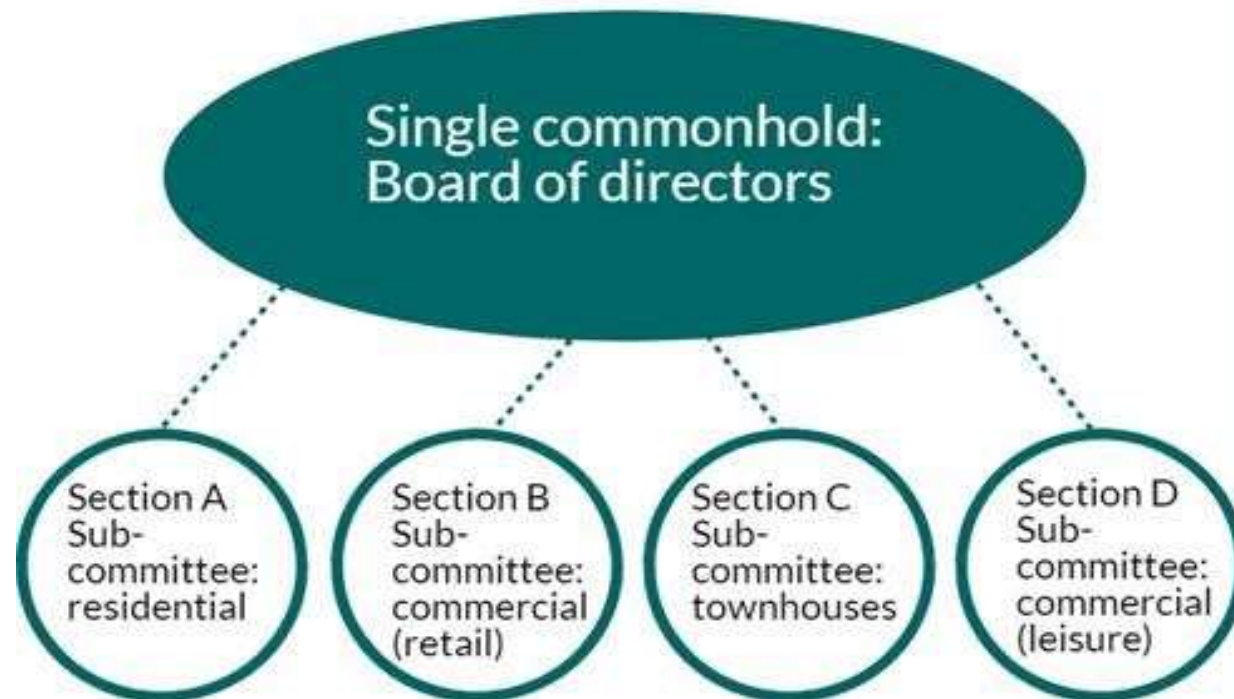 Single commonhold:
Board of directors
Section A
Sub-
committee:
residential
Section B
Sub-
committee:
commercial
(retail)
Section C
Sub-
committee:
townhouses
Section D
Sub-
committee:
commercial
(leisure)